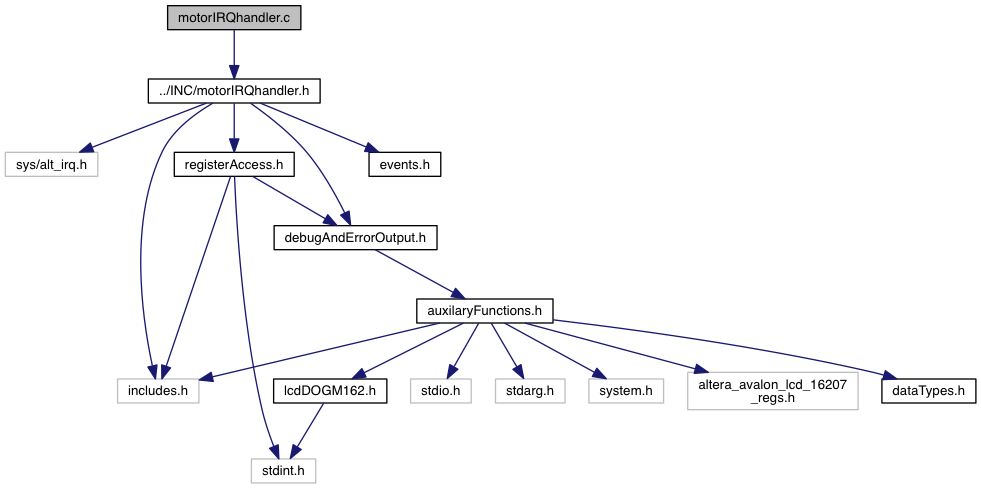 motorIRQhandler.c
../INC/motorIRQhandler.h
sys/alt_irq.h
registerAccess.h
events.h
debugAndErrorOutput.h
auxilaryFunctions.h
includes.h
lcdDOGM162.h
stdio.h
stdarg.h
system.h
altera_avalon_lcd_16207
_regs.h
dataTypes.h
stdint.h